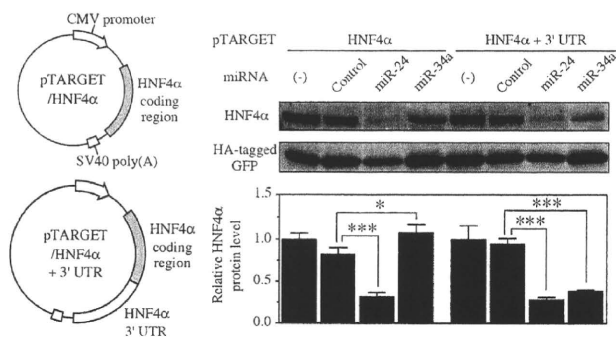 CMV promoter
pTARGET
/HNF4α
HNF4α
coding
region
SV40 poly(A)
pTARGET
/HNF4α
+ 3' UTR
HNF4α
coding
region
HNF4α
3' UTR
pTARGET
HNF4α
HNF4α + 3' UTR
miRNA
(-)
Control
miR-24
miR-34a
(-)
Control
miR-24
miR-34a
HNF4α
HA-tagged
GFP
Relative HNF4α
protein level
1.5
1.0
0.5
0.0
*
***
***
***